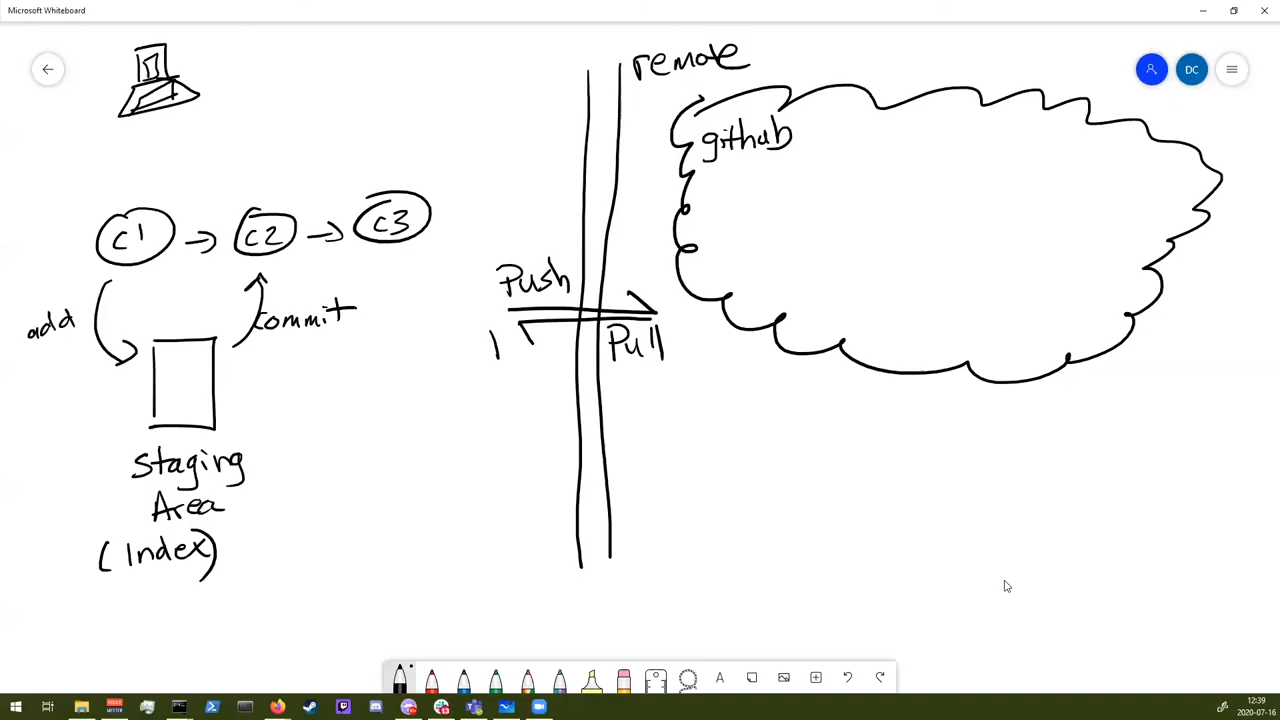 Microsoft Whiteboard
DC
remote
github
c1
c2
c3
Push
add
commit
Pull
Staging
Area
(Index)
A
12:39
2020-07-16